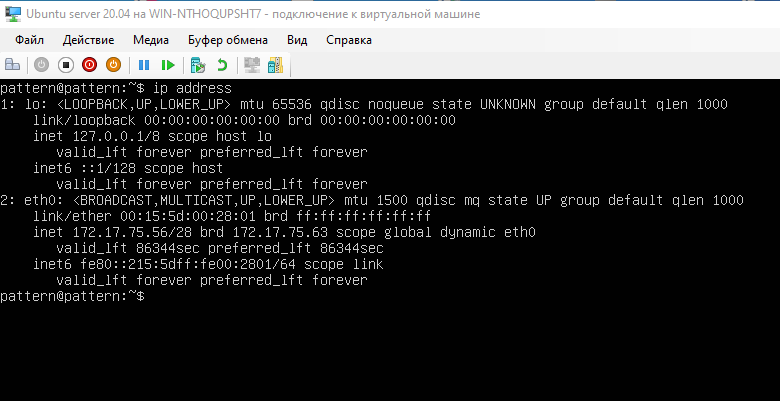 Ubuntu server 20.04 на WIN-NTHOQUPSHT7 - подключение к виртуальной машине
Файл Действие Медиа Буфер обмена Вид Справка
pattern@pattern:~$ ip address
1: lo: <LOOPBACK,UP,LOWER_UP> mtu 65536 qdisc noqueue state UNKNOWN group default qlen 1000
    link/loopback 00:00:00:00:00:00 brd 00:00:00:00:00:00
    inet 127.0.0.1/8 scope host lo
       valid_lft forever preferred_lft forever
    inet6 ::1/128 scope host
       valid_lft forever preferred_lft forever
2: eth0: <BROADCAST,MULTICAST,UP,LOWER_UP> mtu 1500 qdisc mq state UP group default qlen 1000
    link/ether 00:15:5d:00:28:01 brd ff:ff:ff:ff:ff:ff
    inet 172.17.75.56/28 brd 172.17.75.63 scope global dynamic eth0
       valid_lft 86344sec preferred_lft 86344sec
    inet6 fe80::215:5dff:fe00:2801/64 scope link
       valid_lft forever preferred_lft forever
pattern@pattern:~$